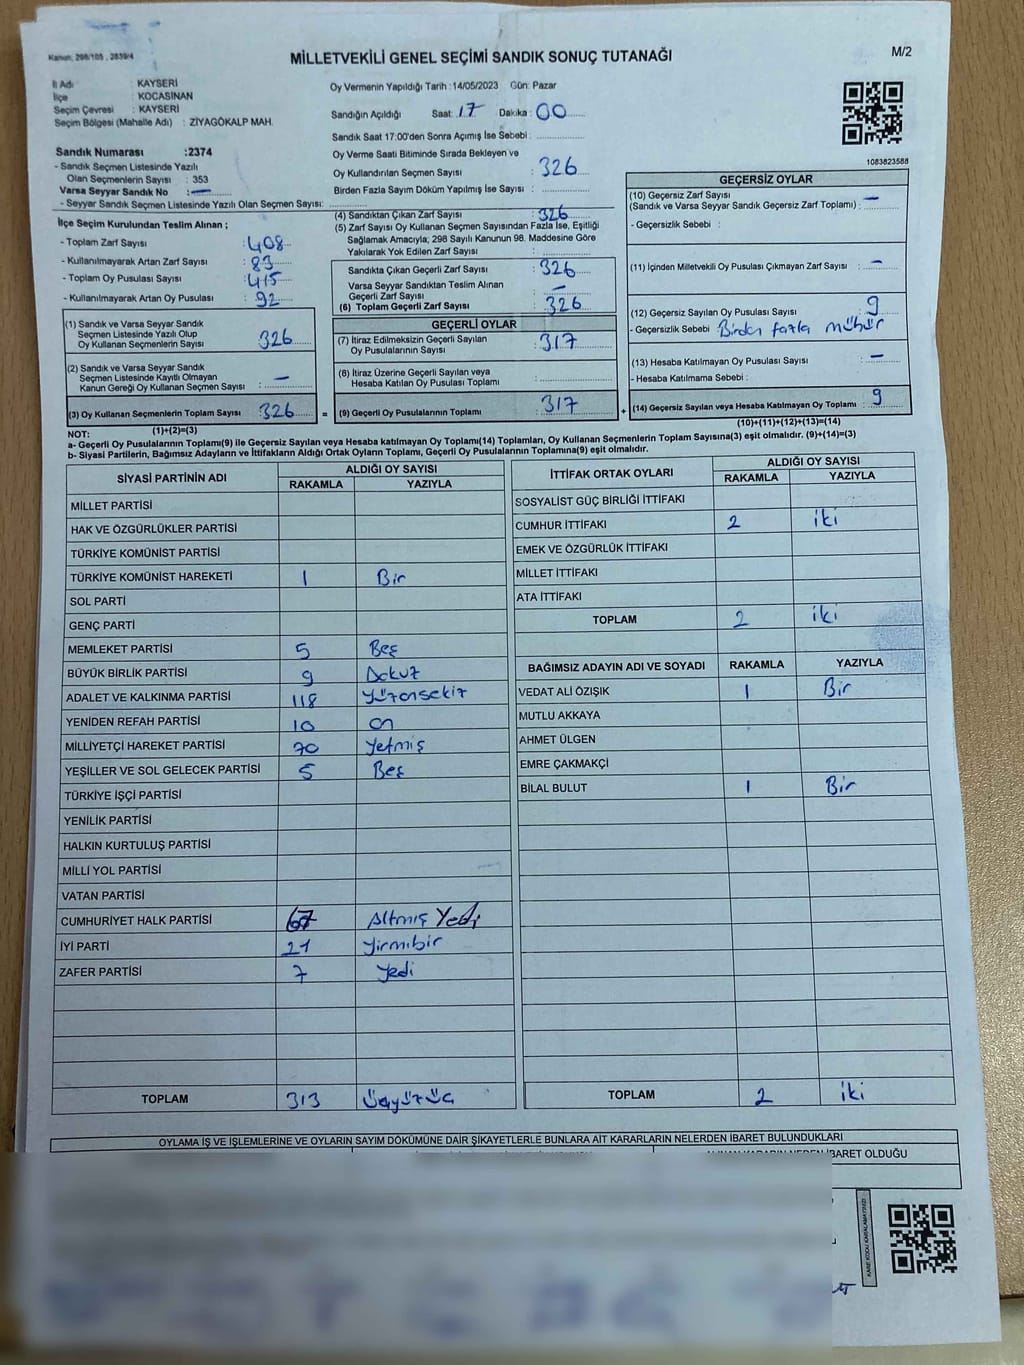 Kanun: 298/105 , 2839/4
MİLLETVEKİLİ GENEL SEÇİMİ SANDIK SONUÇ TUTANAĞI
M/2
İl Adı : KAYSERİ
İlçe : KOCASİNAN
Seçim Çevresi : KAYSERİ
Seçim Bölgesi (Mahalle Adı) : ZİYAGÖKALP MAH.
Sandık Numarası :2374
- Sandık Seçmen Listesinde Yazılı
Olan Seçmenlerin Sayısı : 353
Varsa Seyyar Sandık No : —
- Seyyar Sandık Seçmen Listesinde Yazılı Olan Seçmen Sayısı:
Oy Vermenin Yapıldığı Tarih :14/05/2023 Gün: Pazar
Sandığın Açıldığı Saat: 17 Dakika : 00
Sandık Saat 17:00'den Sonra Açımış İse Sebebi :
Oy Verme Saati Bitiminde Sırada Bekleyen ve
Oy Kullandırılan Seçmen Sayısı : 326
Birden Fazla Sayım Döküm Yapılmış İse Sayısı :
1083823588
İlçe Seçim Kurulundan Teslim Alınan ;
- Toplam Zarf Sayısı : 408
- Kullanılmayarak Artan Zarf Sayısı : 83
- Toplam Oy Pusulası Sayısı : 415
- Kullanılmayarak Artan Oy Pusulası : 92
(4) Sandıktan Çıkan Zarf Sayısı : 326
(5) Zarf Sayısı Oy Kullanan Seçmen Sayısından Fazla İse, Eşitliği
Sağlamak Amacıyla; 298 Sayılı Kanunun 98. Maddesine Göre
Yakılarak Yok Edilen Zarf Sayısı :
Sandıkta Çıkan Geçerli Zarf Sayısı : 326
Varsa Seyyar Sandıktan Teslim Alınan
Geçerli Zarf Sayısı : —
(6) Toplam Geçerli Zarf Sayısı : 326
GEÇERSİZ OYLAR
(10) Geçersiz Zarf Sayısı
(Sandık ve Varsa Seyyar Sandık Geçersiz Zarf Toplamı) : —
- Geçersizlik Sebebi :
(11) İçinden Milletvekili Oy Pusulası Çıkmayan Zarf Sayısı : —
(12) Geçersiz Sayılan Oy Pusulası Sayısı : 9
- Geçersizlik Sebebi : Birden fazla mühür
(13) Hesaba Katılmayan Oy Pusulası Sayısı : —
- Hesaba Katılmama Sebebi :
(14) Geçersiz Sayılan veya Hesaba Katılmayan Oy Toplamı : 9
(10)+(11)+(12)+(13)=(14)
(1) Sandık ve Varsa Seyyar Sandık
Seçmen Listesinde Yazılı Olup
Oy Kullanan Seçmenlerin Sayısı : 326
(2) Sandık ve Varsa Seyyar Sandık
Seçmen Listesinde Kayıtlı Olmayan
Kanun Gereği Oy Kullanan Seçmen Sayısı : —
(3) Oy Kullanan Seçmenlerin Toplam Sayısı : 326 =
(1)+(2)=(3)
GEÇERLİ OYLAR
(7) İtiraz Edilmeksizin Geçerli Sayılan
Oy Pusulalarının Sayısı : 317
(8) İtiraz Üzerine Geçerli Sayılan veya
Hesaba Katılan Oy Pusulası Toplamı :
(9) Geçerli Oy Pusulalarının Toplamı : 317 +
NOT:
a- Geçerli Oy Pusulalarının Toplamı(9) ile Geçersiz Sayılan veya Hesaba katılmayan Oy Toplamı(14) Toplamları, Oy Kullanan Seçmenlerin Toplam Sayısına(3) eşit olmalıdır. (9)+(14)=(3)
b- Siyasi Partilerin, Bağımsız Adayların ve İttifakların Aldığı Ortak Oyların Toplamı, Geçerli Oy Pusulalarının Toplamına(9) eşit olmalıdır.
SİYASİ PARTİNİN ADI ALDIĞI OY SAYISI
RAKAMLA YAZIYLA
MİLLET PARTİSİ
HAK VE ÖZGÜRLÜKLER PARTİSİ
TÜRKİYE KOMÜNİST PARTİSİ
TÜRKİYE KOMÜNİST HAREKETİ 1 Bir
SOL PARTİ
GENÇ PARTİ
MEMLEKET PARTİSİ 5 Beş
BÜYÜK BİRLİK PARTİSİ 9 Dokuz
ADALET VE KALKINMA PARTİSİ 118 yüzonsekiz
YENİDEN REFAH PARTİSİ 10 on
MİLLİYETÇİ HAREKET PARTİSİ 70 yetmiş
YEŞİLLER VE SOL GELECEK PARTİSİ 5 Beş
TÜRKİYE İŞÇİ PARTİSİ
YENİLİK PARTİSİ
HALKIN KURTULUŞ PARTİSİ
MİLLİ YOL PARTİSİ
VATAN PARTİSİ
CUMHURİYET HALK PARTİSİ 67 Altmış Yedi
İYİ PARTİ 21 yirmibir
ZAFER PARTİSİ 7 yedi
TOPLAM 313 üçyüzüç
İTTİFAK ORTAK OYLARI ALDIĞI OY SAYISI
RAKAMLA YAZIYLA
SOSYALİST GÜÇ BİRLİĞİ İTTİFAKI
CUMHUR İTTİFAKI 2 iki
EMEK VE ÖZGÜRLÜK İTTİFAKI
MİLLET İTTİFAKI
ATA İTTİFAKI
TOPLAM 2 iki
BAĞIMSIZ ADAYIN ADI VE SOYADI RAKAMLA YAZIYLA
VEDAT ALİ ÖZIŞIK 1 Bir
MUTLU AKKAYA
AHMET ÜLGEN
EMRE ÇAKMAKÇİ
BİLAL BULUT 1 Bir
TOPLAM 2 iki
OYLAMA İŞ VE İŞLEMLERİNE VE OYLARIN SAYIM DÖKÜMÜNE DAİR ŞİKAYETLERLE BUNLARA AİT KARARLARIN NELERDEN İBARET BULUNDUKLARI
ALINAN KARARIN NEDEN İBARET OLDUĞU